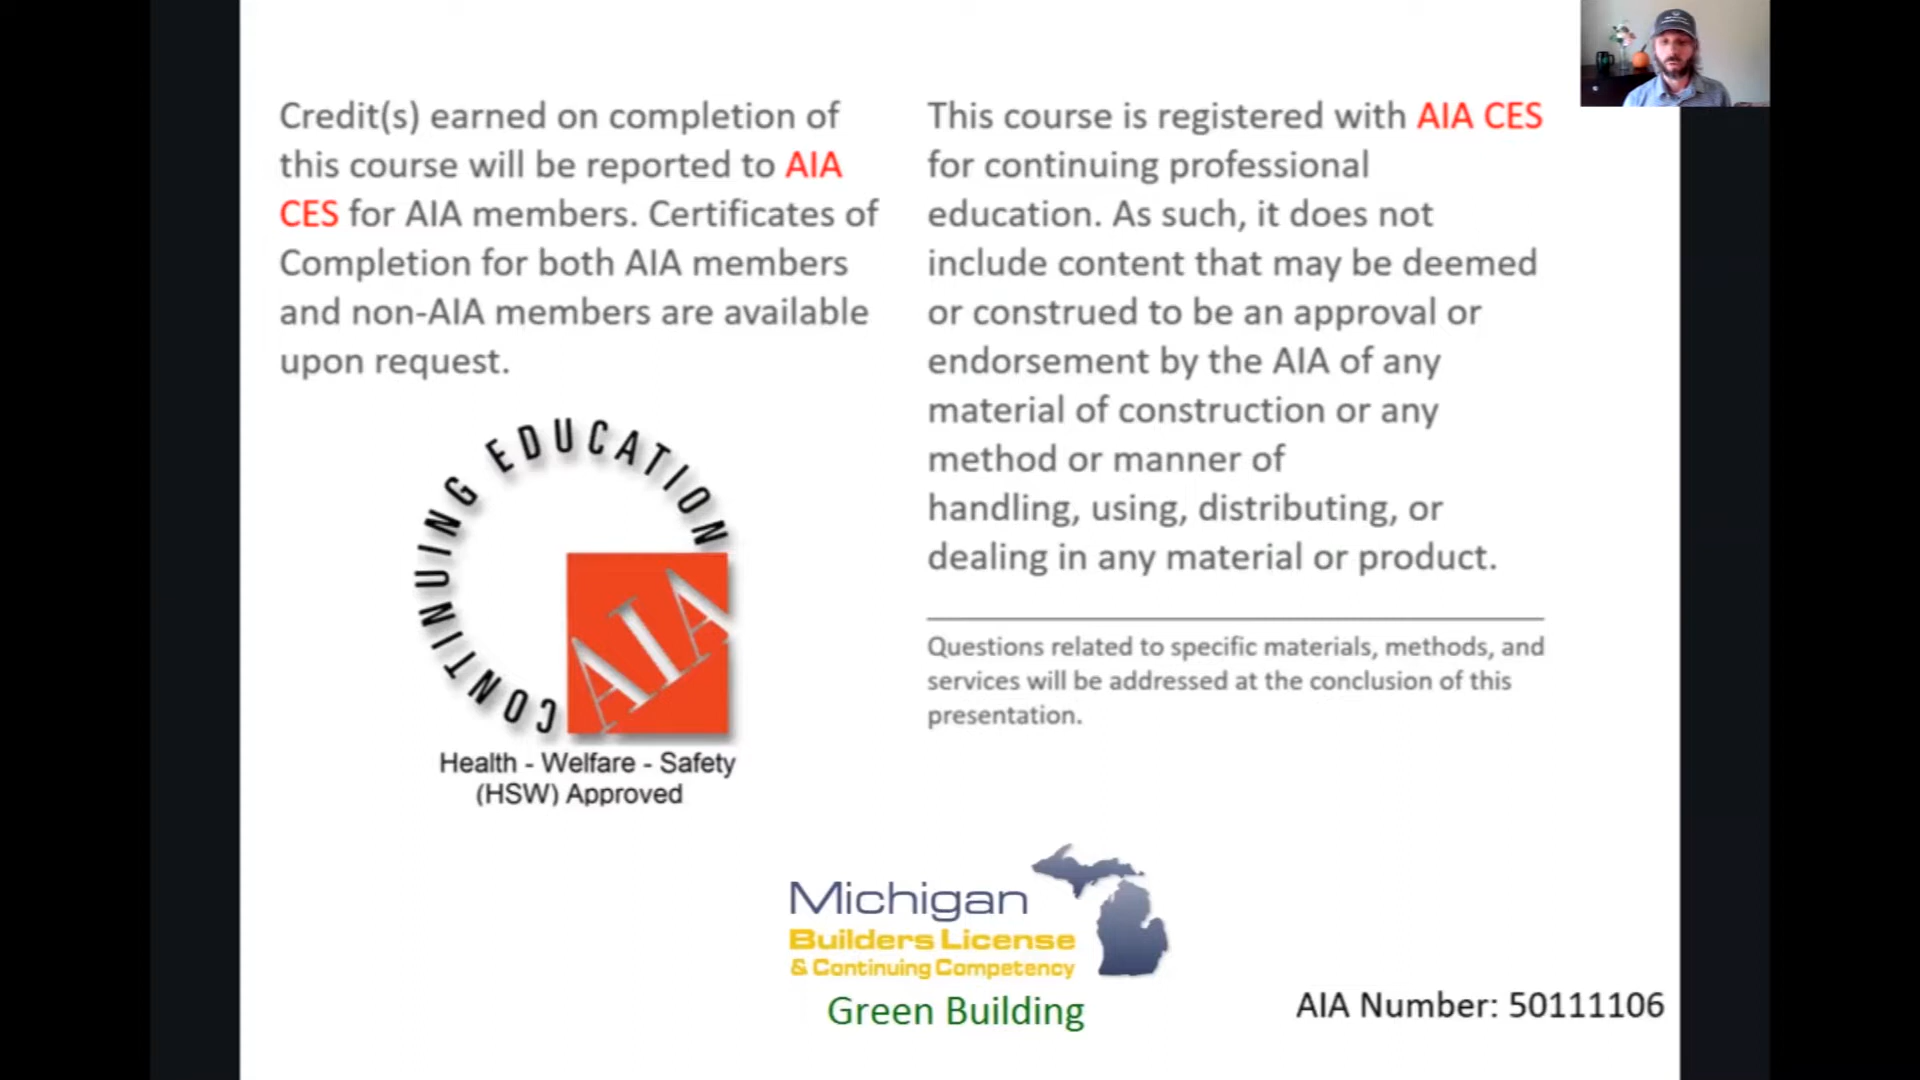 Credit(s) earned on completion of
this course will be reported to AIA
CES for AIA members. Certificates of
Completion for both AIA members
and non-AIA members are available
upon request.
CONTINUING EDUCATION
AIA
Health - Welfare - Safety
(HSW) Approved
This course is registered with AIA CES
for continuing professional
education. As such, it does not
include content that may be deemed
or construed to be an approval or
endorsement by the AIA of any
material of construction or any
method or manner of
handling, using, distributing, or
dealing in any material or product.
Questions related to specific materials, methods, and
services will be addressed at the conclusion of this
presentation.
Michigan
Builders License
& Continuing Competency
Green Building
AIA Number: 50111106